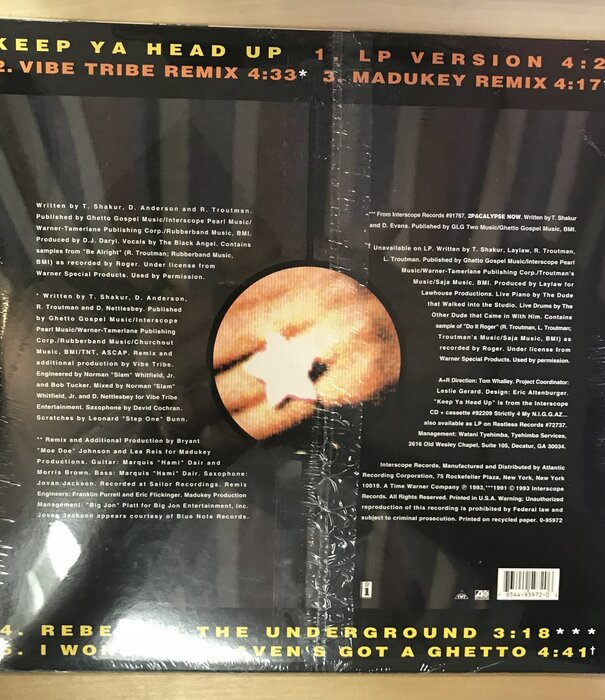 KEEP YA HEAD UP 1. LP VERSION 4:2
2. VIBE TRIBE REMIX 4:33* 3. MADUKEY REMIX 4:17*
Written by T. Shakur, D. Anderson and R. Troutman.
Published by Ghetto Gospel Music/Interscope Pearl Music/
Warner-Tamerlane Publishing Corp./Rubberband Music, BMI.
Produced by D.J. Daryl. Vocals by The Black Angel. Contains
samples from "Be Alright" (R. Troutman; Rubberband Music,
BMI) as recorded by Roger. Under license from
Warner Special Products. Used by Permission.
* Written by T. Shakur, D. Anderson,
R. Troutman and D. Nettlesbey. Published
by Ghetto Gospel Music/Interscope
Pearl Music/Warner-Tamerlane Publishing
Corp./Rubberband Music/Churchout
Music, BMI/TNT, ASCAP. Remix and
additional production by Vibe Tribe.
Engineered by Norman "Slam" Whitfield, Jr.
and Bob Tucker. Mixed by Norman "Slam"
Whitfield, Jr. and D. Nettlesbey for Vibe Tribe
Entertainment. Saxophone by David Cochran.
Scratches by Leonard "Step One" Bunn.
** Remix and Additional Production by Bryant
"Moe Doe" Johnson and Lea Reis for Madukey
Productions. Guitar: Marquis "Hami" Dair and
Morris Brown. Bass: Marquis "Hami" Dair. Saxophone:
Jovan Jackson. Recorded at Sailor Recordings. Remix
Engineers: Franklin Purrell and Eric Flickinger. Madukey Production
Management: "Big Jon" Platt for Big Jon Entertainment, Inc.
Jovan Jackson appears courtesy of Blue Note Records.
*** From Interscope Records #91767, 2PACALYPSE NOW. Written by T. Shakur
and D. Evans. Published by GLG Two Music/Ghetto Gospel Music, BMI.
† Unavailable on LP. Written by T. Shakur, Laylaw, R. Troutman,
L. Troutman. Published by Ghetto Gospel Music/Interscope Pearl
Music/Warner-Tamerlane Publishing Corp./Troutman's
Music/Saja Music, BMI. Produced by Laylaw for
Lawhouse Productions. Live Piano by The Dude
that Walked into the Studio. Live Drums by The
Other Dude that Came in With Him. Contains
sample of "Do It Roger" (R. Troutman, L. Troutman;
Troutman's Music/Saja Music, BMI) as
recorded by Roger. Under license from
Warner Special Products. Used by permission.
A+R Direction: Tom Whalley. Project Coordinator:
Leslie Gerard. Design: Eric Altenburger.
"Keep Ya Head Up" is from the Interscope
CD + cassette #92209 Strictly 4 My N.I.G.G.A.Z...
also available as LP on Restless Records #72737.
Management: Watani Tyehimba, Tyehimba Services,
2616 Old Wesley Chapel, Suite 105, Decatur, GA 30034.
Interscope Records, Manufactured and Distributed by Atlantic
Recording Corporation, 75 Rockefeller Plaza, New York, New York
10019. A Time Warner Company ℗ 1993,***1991 © 1993 Interscope
Records. All Rights Reserved. Printed in U.S.A. Warning: Unauthorized
reproduction of this recording is prohibited by Federal law and
subject to criminal prosecution. Printed on recycled paper. 0-95972
7 6544-95972-0
4. REBE THE UNDERGROUND 3:18***
5. I WON AVEN'S GOT A GHETTO 4:41†